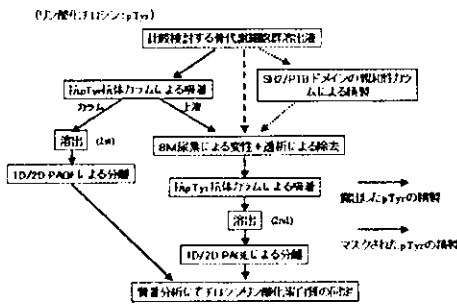 (リン酸化チロシン:pTyr)
比較検討する骨代謝細胞群溶出液
抗pTyr抗体カラムによる吸着
SH2/PTBドメインの親和性カラムによる精製
カラム
上液
溶出 (1st)
8M尿素による変性+透析による除去
1D/2D PAGEによる分離
抗pTyr抗体カラムによる吸着
溶出 (2nd)
露出したpTyrの精製
1D/2D PAGEによる分離
マスクされたpTyrの精製
質量分析にてチロシンリン酸化蛋白質の同定